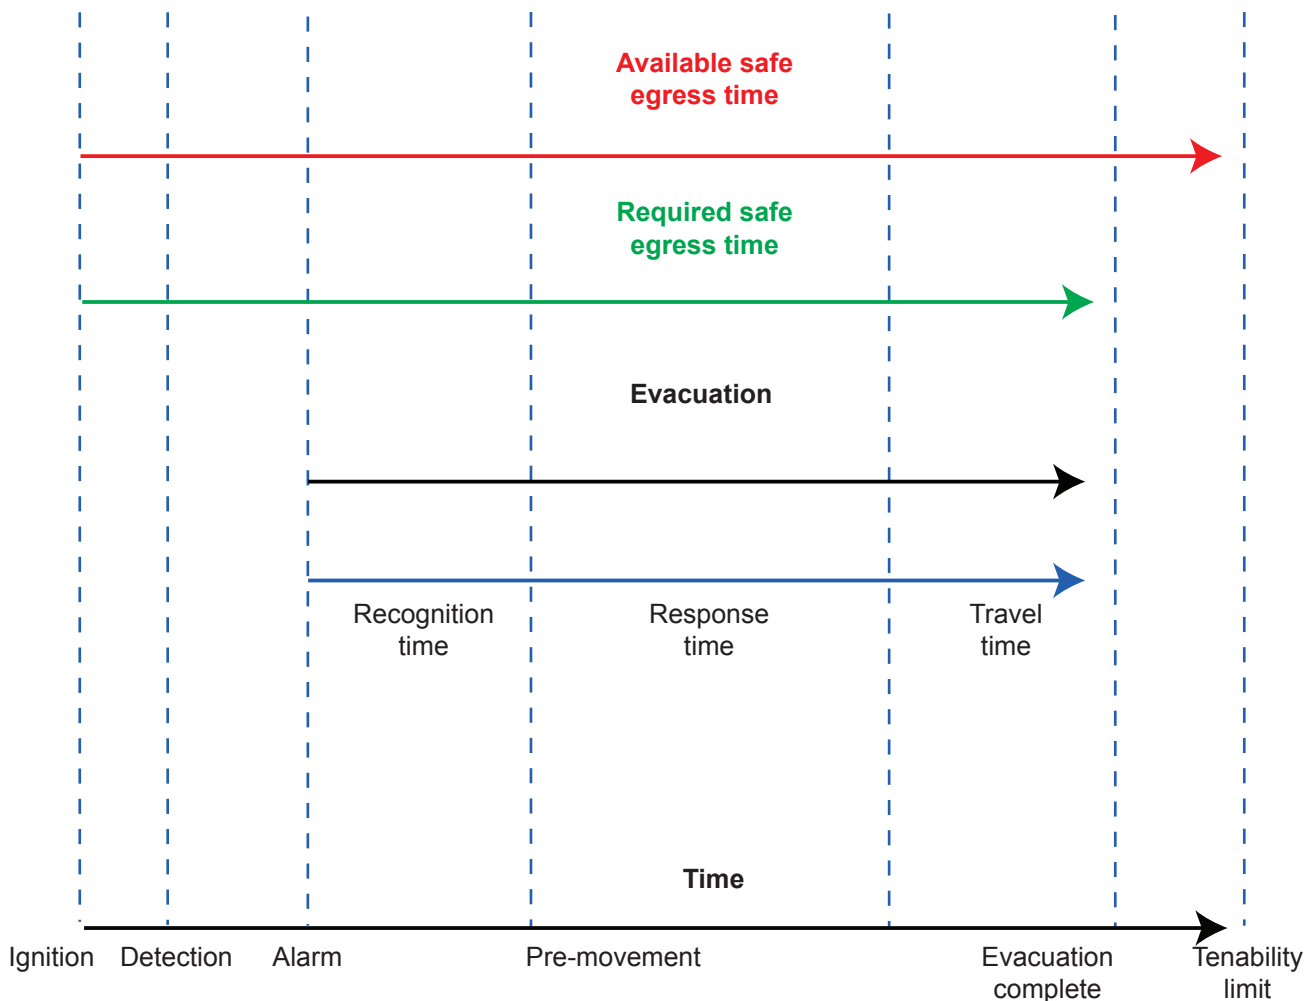 Available safe
egress time
Required safe
egress time
Evacuation
Recognition
time
Response
time
Travel
time
Time
Ignition
Detection
Alarm
Pre-movement
Evacuation
complete
Tenability
limit